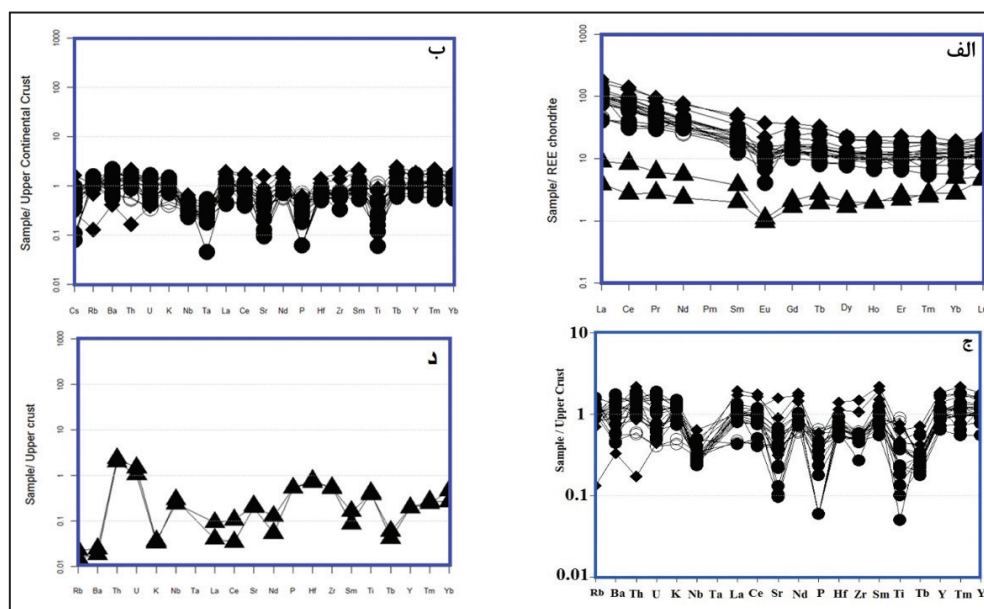 ب
Sample/ Upper Continental Crust
1000
100
10
1
0.1
0.01
Cs Rb Ba Th U K Nb Ta La Ce Sr Nd P Hf Zr Sm Ti Tb Y Tm Yb
الف
Sample/ REE chondrite
1000
100
10
1
0.1
La Ce Pr Nd Pm Sm Eu Gd Tb Dy Ho Er Tm Yb Lu
د
Sample/ Upper crust
1000
100
10
1
0.1
0.01
Rb Ba Th U K Nb Ta La Ce Sr Nd P Hf Zr Sm Ti Tb Y Tm Yb
ج
Sample / Upper Crust
10
1
0.1
0.01
Rb Ba Th U K Nb Ta La Ce Sr Nd P Hf Zr Sm Ti Tb Y Tm Y